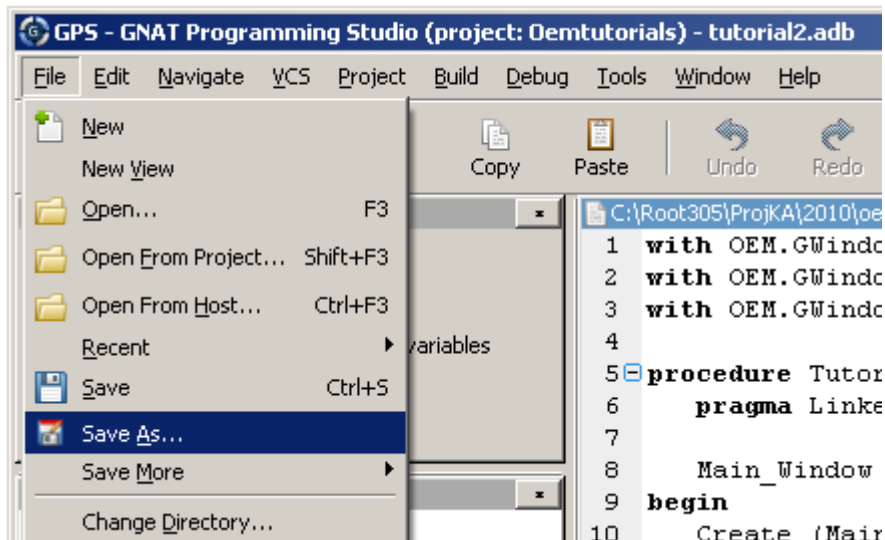 GPS - GNAT Programming Studio (project: Oemtutorials) - tutorial2.adb
File Edit Navigate VCS Project Build Debug Tools Window Help
Copy Paste Undo Redo
New
New View
Open... F3
Open From Project... Shift+F3
Open From Host... Ctrl+F3
Recent
Save Ctrl+S
Save As...
Save More
Change Directory...
variables
C:\Root305\ProjKA\2010\oe
1 with OEM.GWindo
2 with OEM.GWindo
3 with OEM.GWindo
4
5 procedure Tutor
6 pragma Linke
7
8 Main_Window
9 begin
10 Create (Main